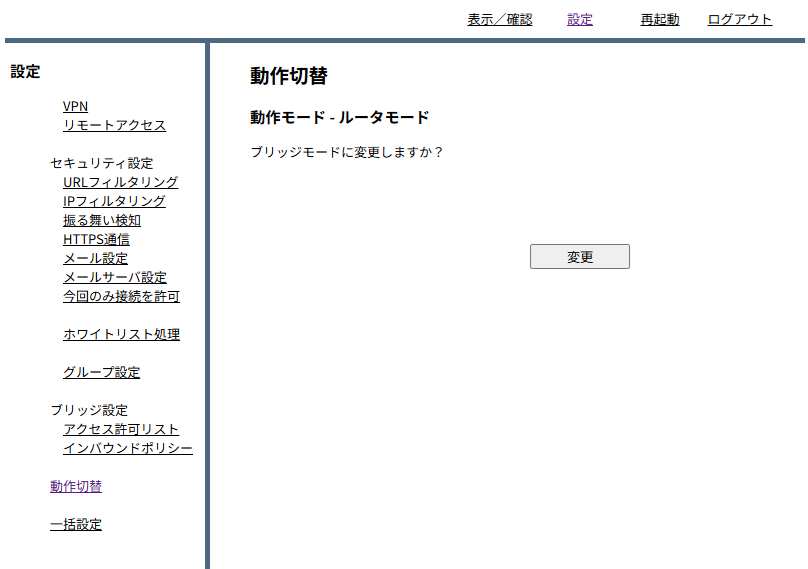 表示／確認 設定 再起動 ログアウト
設定
VPN
リモートアクセス
セキュリティ設定
URLフィルタリング
IPフィルタリング
振る舞い検知
HTTPS通信
メール設定
メールサーバ設定
今回のみ接続を許可
ホワイトリスト処理
グループ設定
ブリッジ設定
アクセス許可リスト
インバウンドポリシー
動作切替
一括設定
動作切替
動作モード - ルータモード
ブリッジモードに変更しますか？
変更